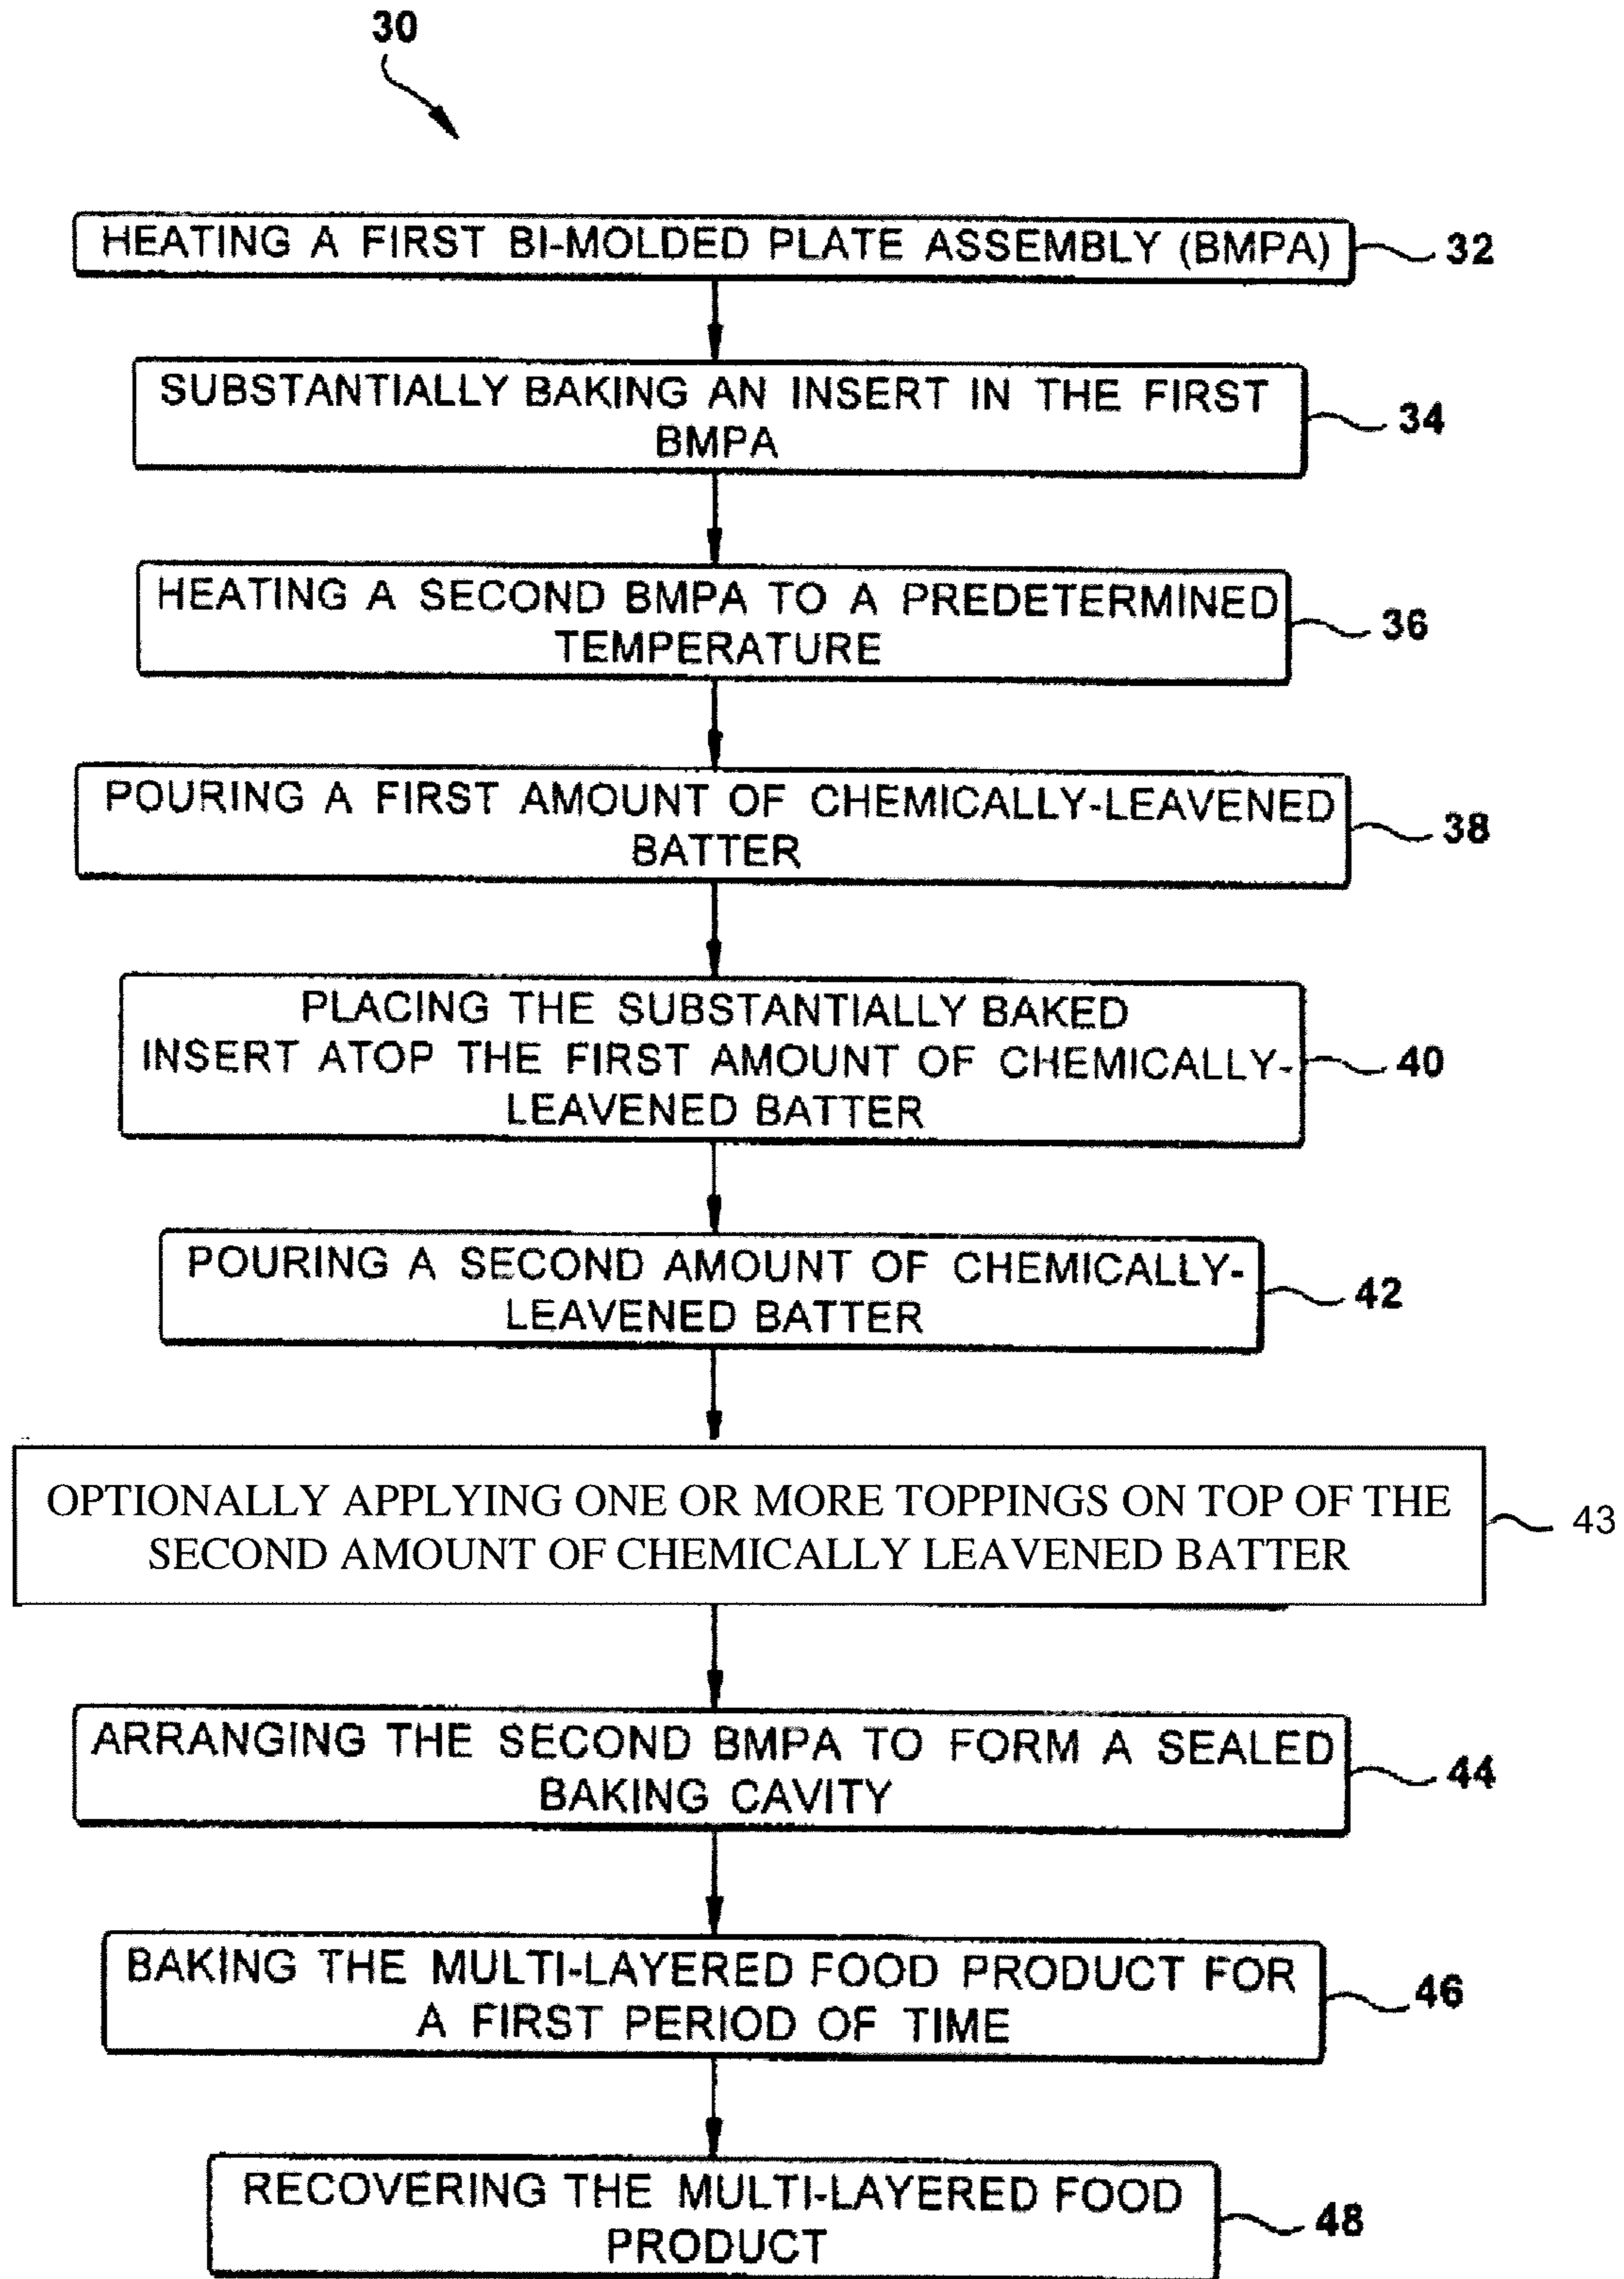 30
HEATING A FIRST BI-MOLDED PLATE ASSEMBLY (BMPA)
32
SUBSTANTIALLY BAKING AN INSERT IN THE FIRST
BMPA
34
HEATING A SECOND BMPA TO A PREDETERMINED
TEMPERATURE
36
POURING A FIRST AMOUNT OF CHEMICALLY-LEAVENED
BATTER
38
PLACING THE SUBSTANTIALLY BAKED
INSERT ATOP THE FIRST AMOUNT OF CHEMICALLY-
LEAVENED BATTER
40
POURING A SECOND AMOUNT OF CHEMICALLY-
LEAVENED BATTER
42
OPTIONALLY APPLYING ONE OR MORE TOPPINGS ON TOP OF THE
SECOND AMOUNT OF CHEMICALLY LEAVENED BATTER
43
ARRANGING THE SECOND BMPA TO FORM A SEALED
BAKING CAVITY
44
BAKING THE MULTI-LAYERED FOOD PRODUCT FOR
A FIRST PERIOD OF TIME
46
RECOVERING THE MULTI-LAYERED FOOD
PRODUCT
48